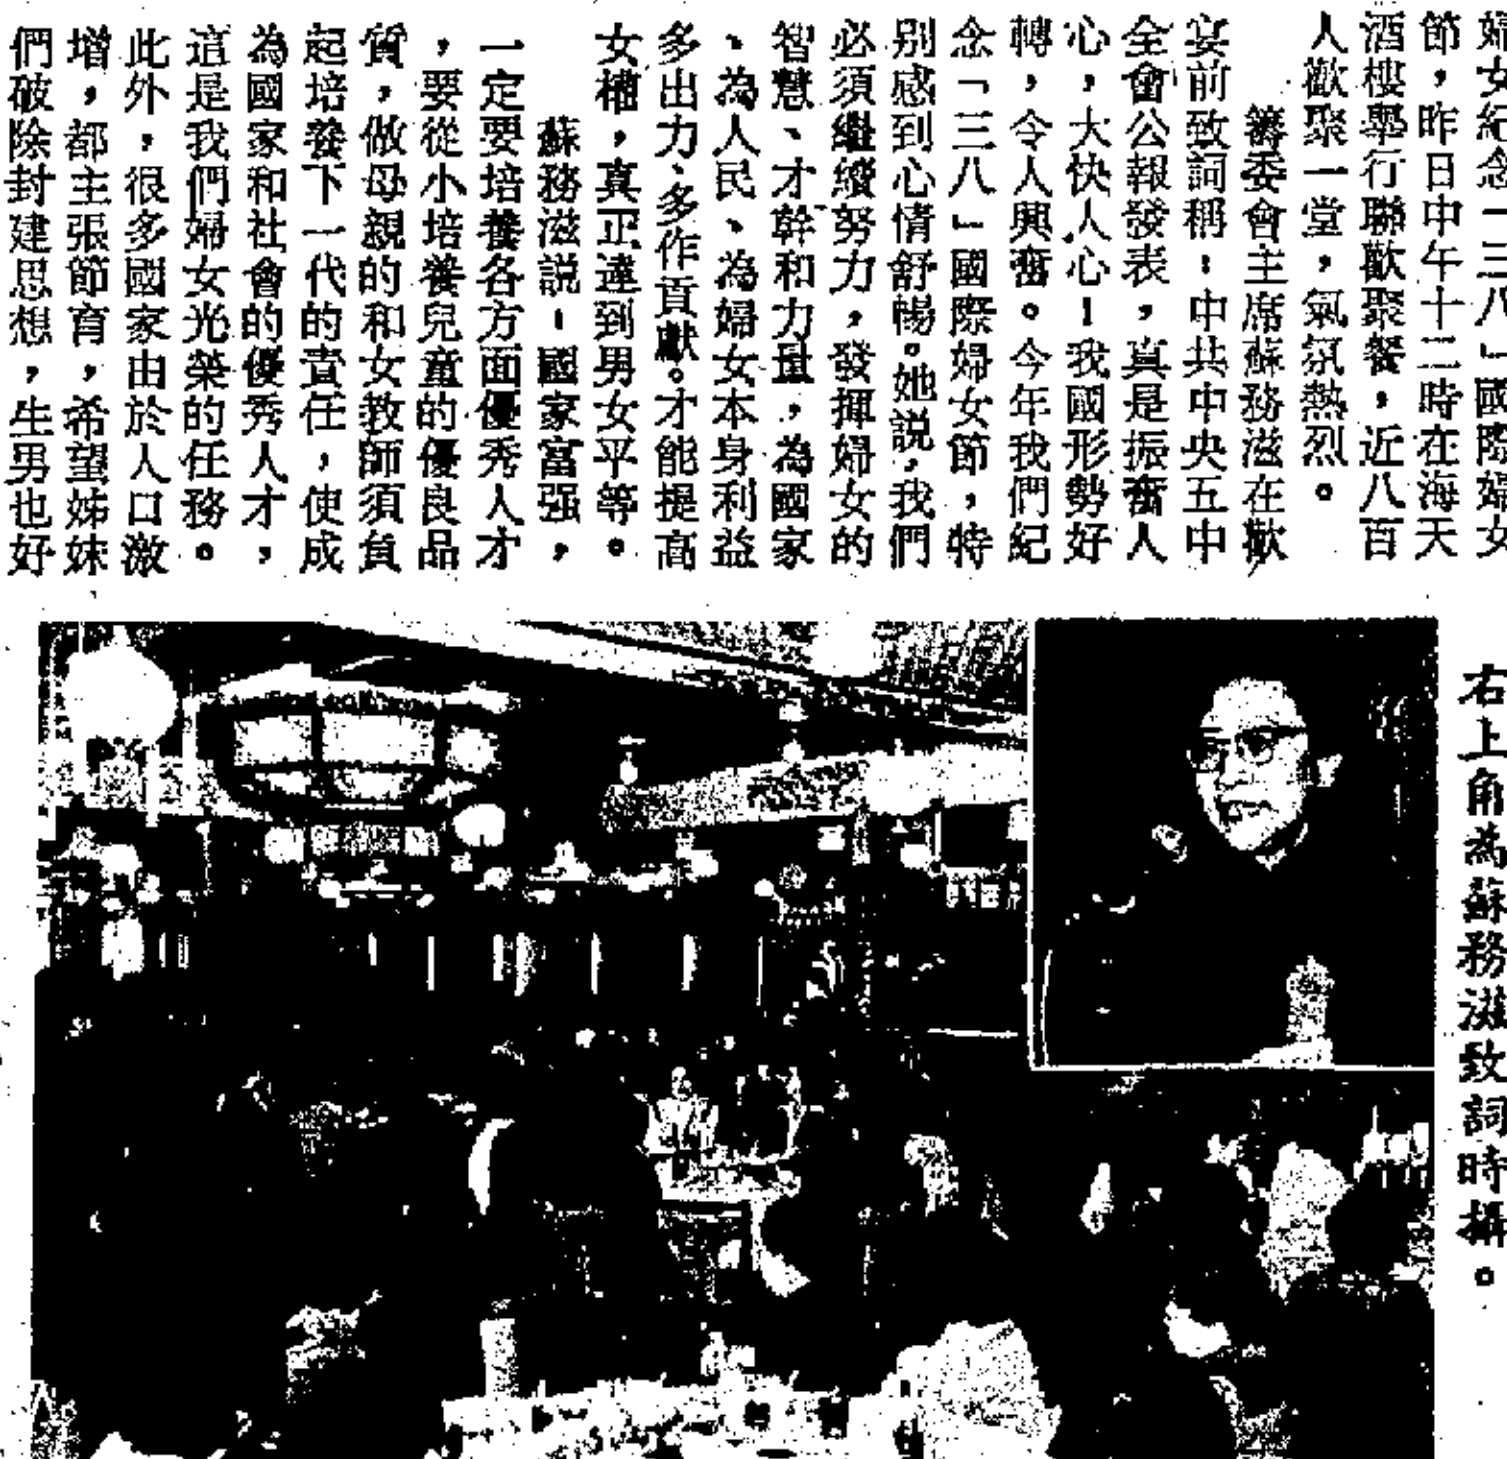 婦女紀念「三八」國際婦女
節，昨日中午十二時在海天
酒樓舉行聯歡聚餐，近八百
人歡聚一堂，氣氛熱烈。
籌委會主席蘇務滋在歡
宴前致詞稱：中共中央五中
全會公報發表，真是振奮人
心，大快人心！我國形勢好
轉，令人興奮。今年我們紀
念「三八」國際婦女節，特
别感到心情舒暢。她説，我們
必須繼續努力，發揮婦女的
智慧、才幹和力量，為國家
、為人民、為婦女本身利益
多出力、多作貢獻。才能提高
女權，真正達到男女平等。
蘇務滋説！國家富强，
一定要培養各方面優秀人才
，要從小培養兒童的優良品
質，做母親的和女教師須負
起培養下一代的責任，使成
為國家和社會的優秀人才，
這是我們婦女光榮的任務。
此外，很多國家由於人口激
增，都主張節育，希望姊妹
們破除封建思想，生男也好
右上角為蘇務滋致詞時攝。